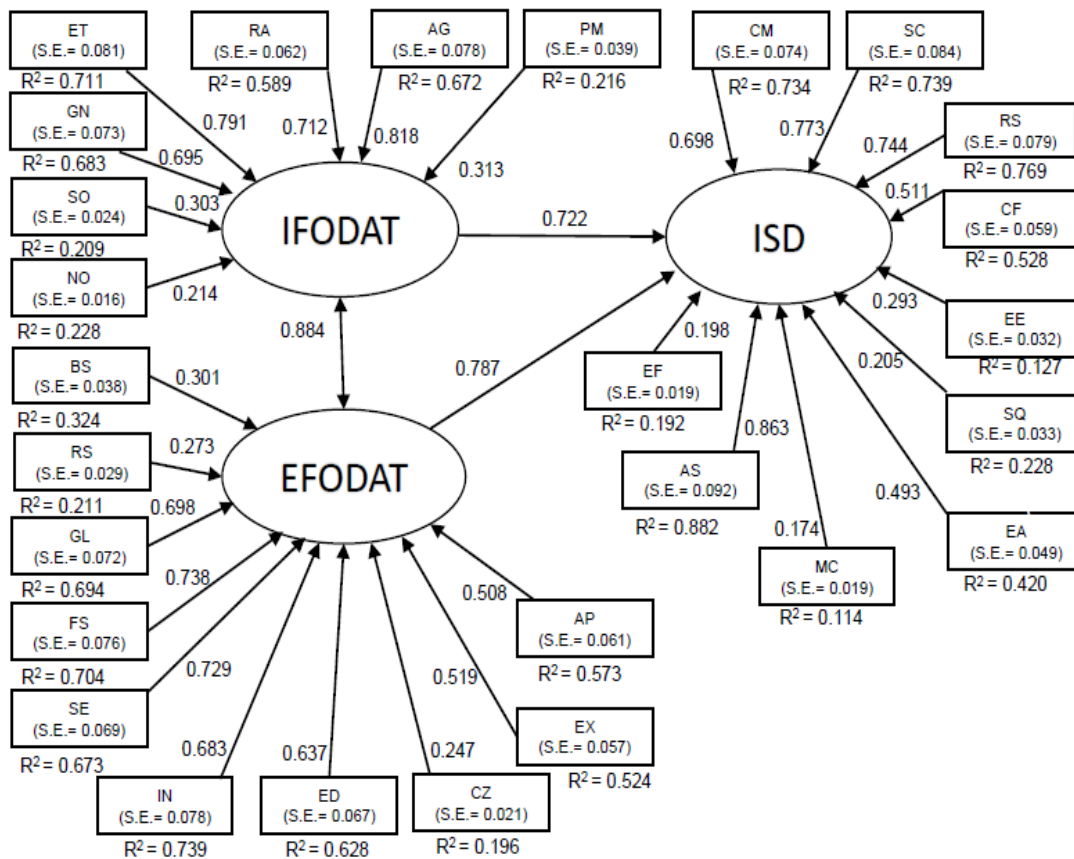 ET
(S.E.= 0.081)
R² = 0.711
RA
(S.E.= 0.062)
R² = 0.589
AG
(S.E.= 0.078)
R² = 0.672
PM
(S.E.= 0.039)
R² = 0.216
CM
(S.E.= 0.074)
R² = 0.734
SC
(S.E.= 0.084)
R² = 0.739
GN
(S.E.= 0.073)
R² = 0.683
0.791
0.712
0.818
0.313
0.698
0.773
0.744
RS
(S.E.= 0.079)
R² = 0.769
0.695
SO
(S.E.= 0.024)
R² = 0.209
0.303
IFODAT
0.722
ISD
0.511
CF
(S.E.= 0.059)
R² = 0.528
NO
(S.E.= 0.016)
R² = 0.228
0.214
0.884
0.787
0.198
0.293
EE
(S.E.= 0.032)
R² = 0.127
BS
(S.E.= 0.038)
R² = 0.324
0.301
EF
(S.E.= 0.019)
R² = 0.192
0.205
SQ
(S.E.= 0.033)
R² = 0.228
RS
(S.E.= 0.029)
R² = 0.211
0.273
EFODAT
AS
(S.E.= 0.092)
R² = 0.882
0.863
0.493
EA
(S.E.= 0.049)
R² = 0.420
GL
(S.E.= 0.072)
R² = 0.694
0.698
0.174
MC
(S.E.= 0.019)
R² = 0.114
FS
(S.E.= 0.076)
R² = 0.704
0.738
0.508
AP
(S.E.= 0.061)
R² = 0.573
SE
(S.E.= 0.069)
R² = 0.673
0.729
0.519
EX
(S.E.= 0.057)
R² = 0.524
0.683
0.637
0.247
IN
(S.E.= 0.078)
R² = 0.739
ED
(S.E.= 0.067)
R² = 0.628
CZ
(S.E.= 0.021)
R² = 0.196